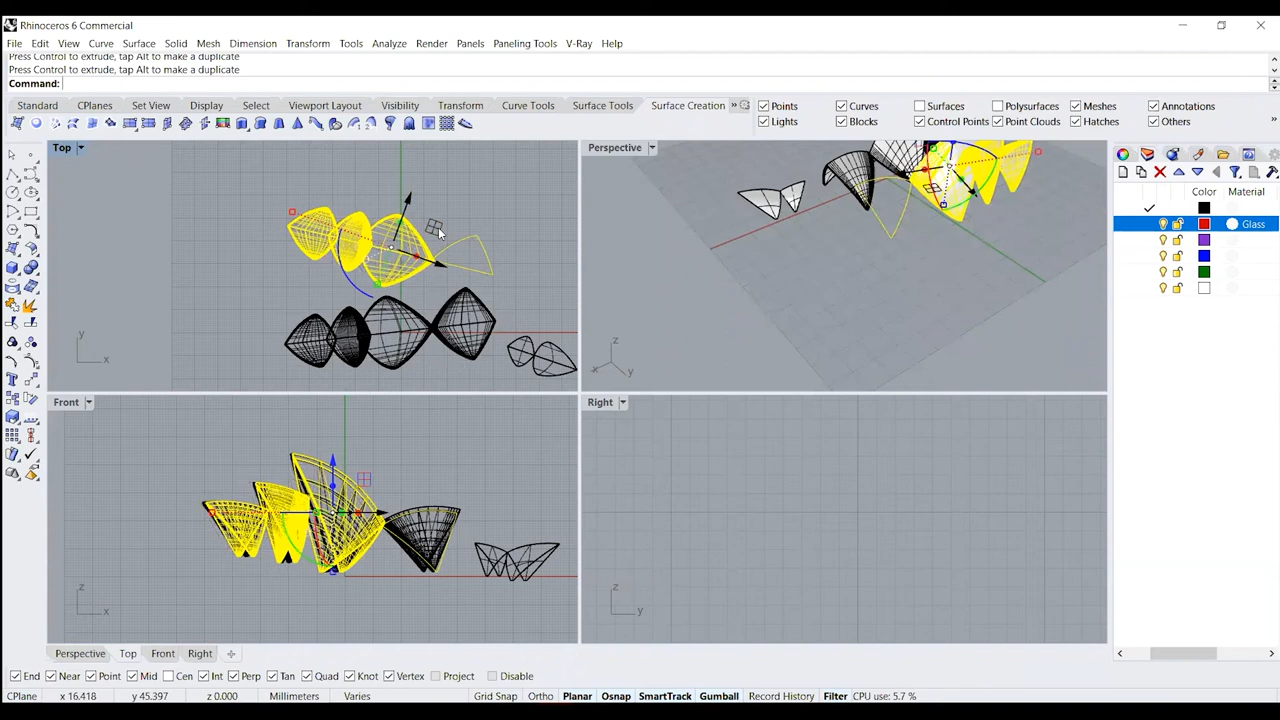 Rhinoceros 6 Commercial
File Edit View Curve Surface Solid Mesh Dimension Transform Tools Analyze Render Panels Paneling Tools V-Ray Help
Press Control to extrude, tap Alt to make a duplicate
Press Control to extrude, tap Alt to make a duplicate
Command:
Standard CPlanes Set View Display Select Viewport Layout Visibility Transform Curve Tools Surface Tools Surface Creation »
Points Curves Surfaces Polysurfaces Meshes Annotations
Lights Blocks Control Points Point Clouds Hatches Others »
Top
Perspective
Color Material
Glass
y
x
z
x
y
Front
Right
z
x
z
y
Perspective Top Front Right
End Near Point Mid Cen Int Perp Tan Quad Knot Vertex Project Disable
CPlane x 16.418 y 45.397 z 0.000 Millimeters Varies Grid Snap Ortho Planar Osnap SmartTrack Gumball Record History Filter CPU use: 5.7 %